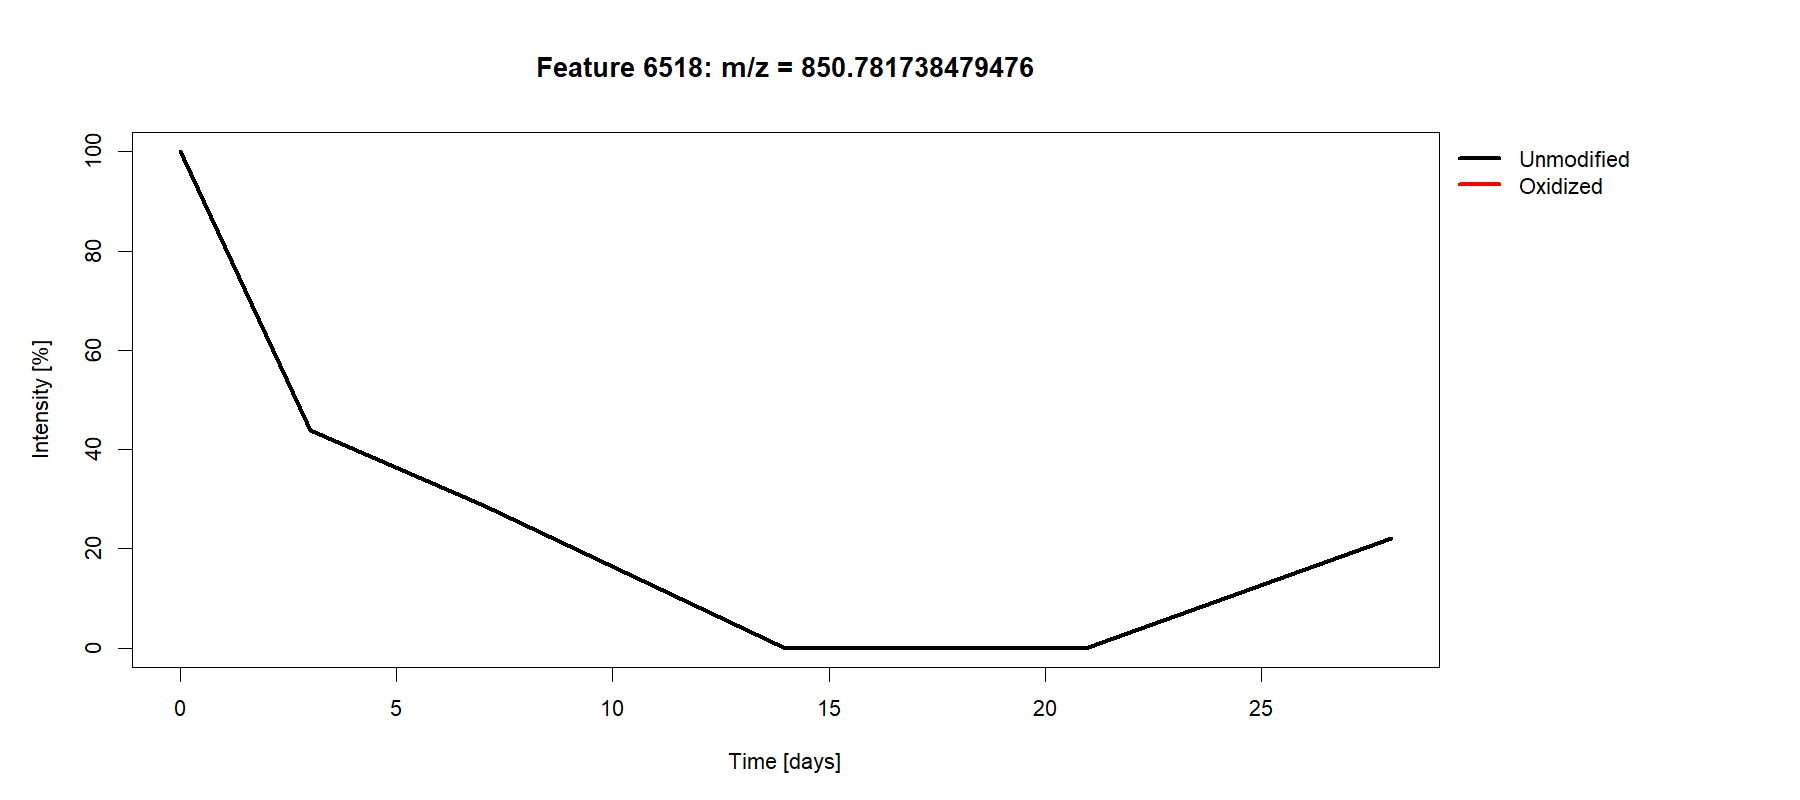 Feature 6518: m/z = 850.781738479476
Unmodified
Oxidized
Intensity [%]
100
80
60
40
20
0
0 5 10 15 20 25
Time [days]